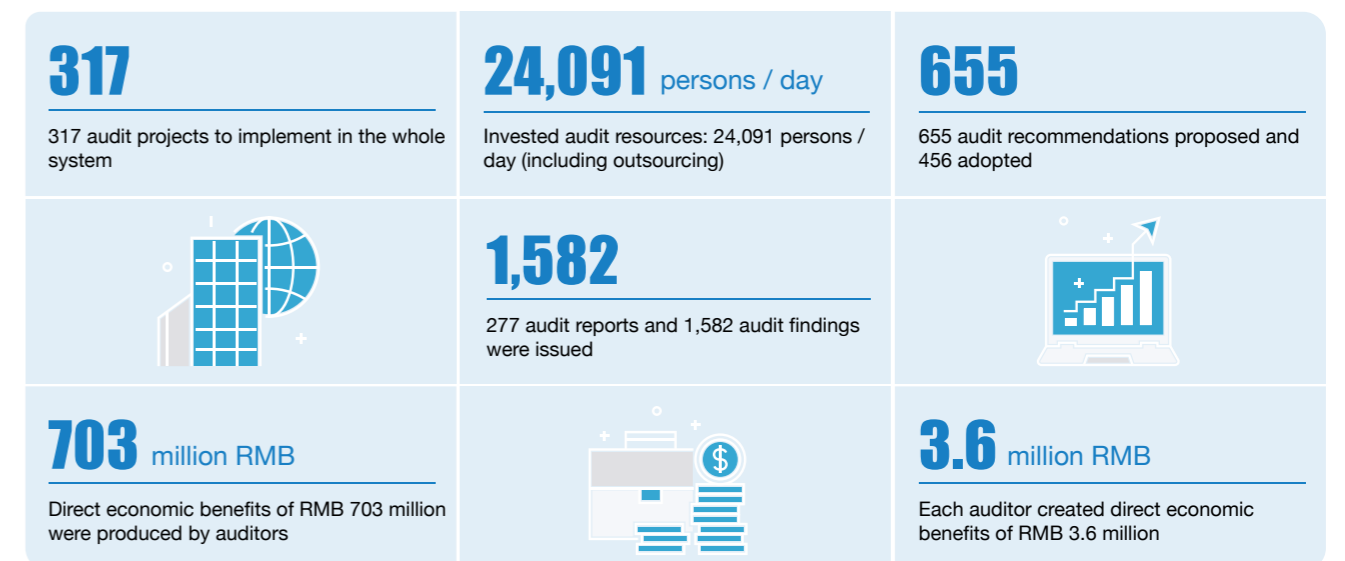 317
317 audit projects to implement in the whole
system
24,091 persons / day
Invested audit resources: 24,091 persons /
day (including outsourcing)
655
655 audit recommendations proposed and
456 adopted
1,582
277 audit reports and 1,582 audit findings
were issued
703 million RMB
Direct economic benefits of RMB 703 million
were produced by auditors
$
3.6 million RMB
Each auditor created direct economic
benefits of RMB 3.6 million